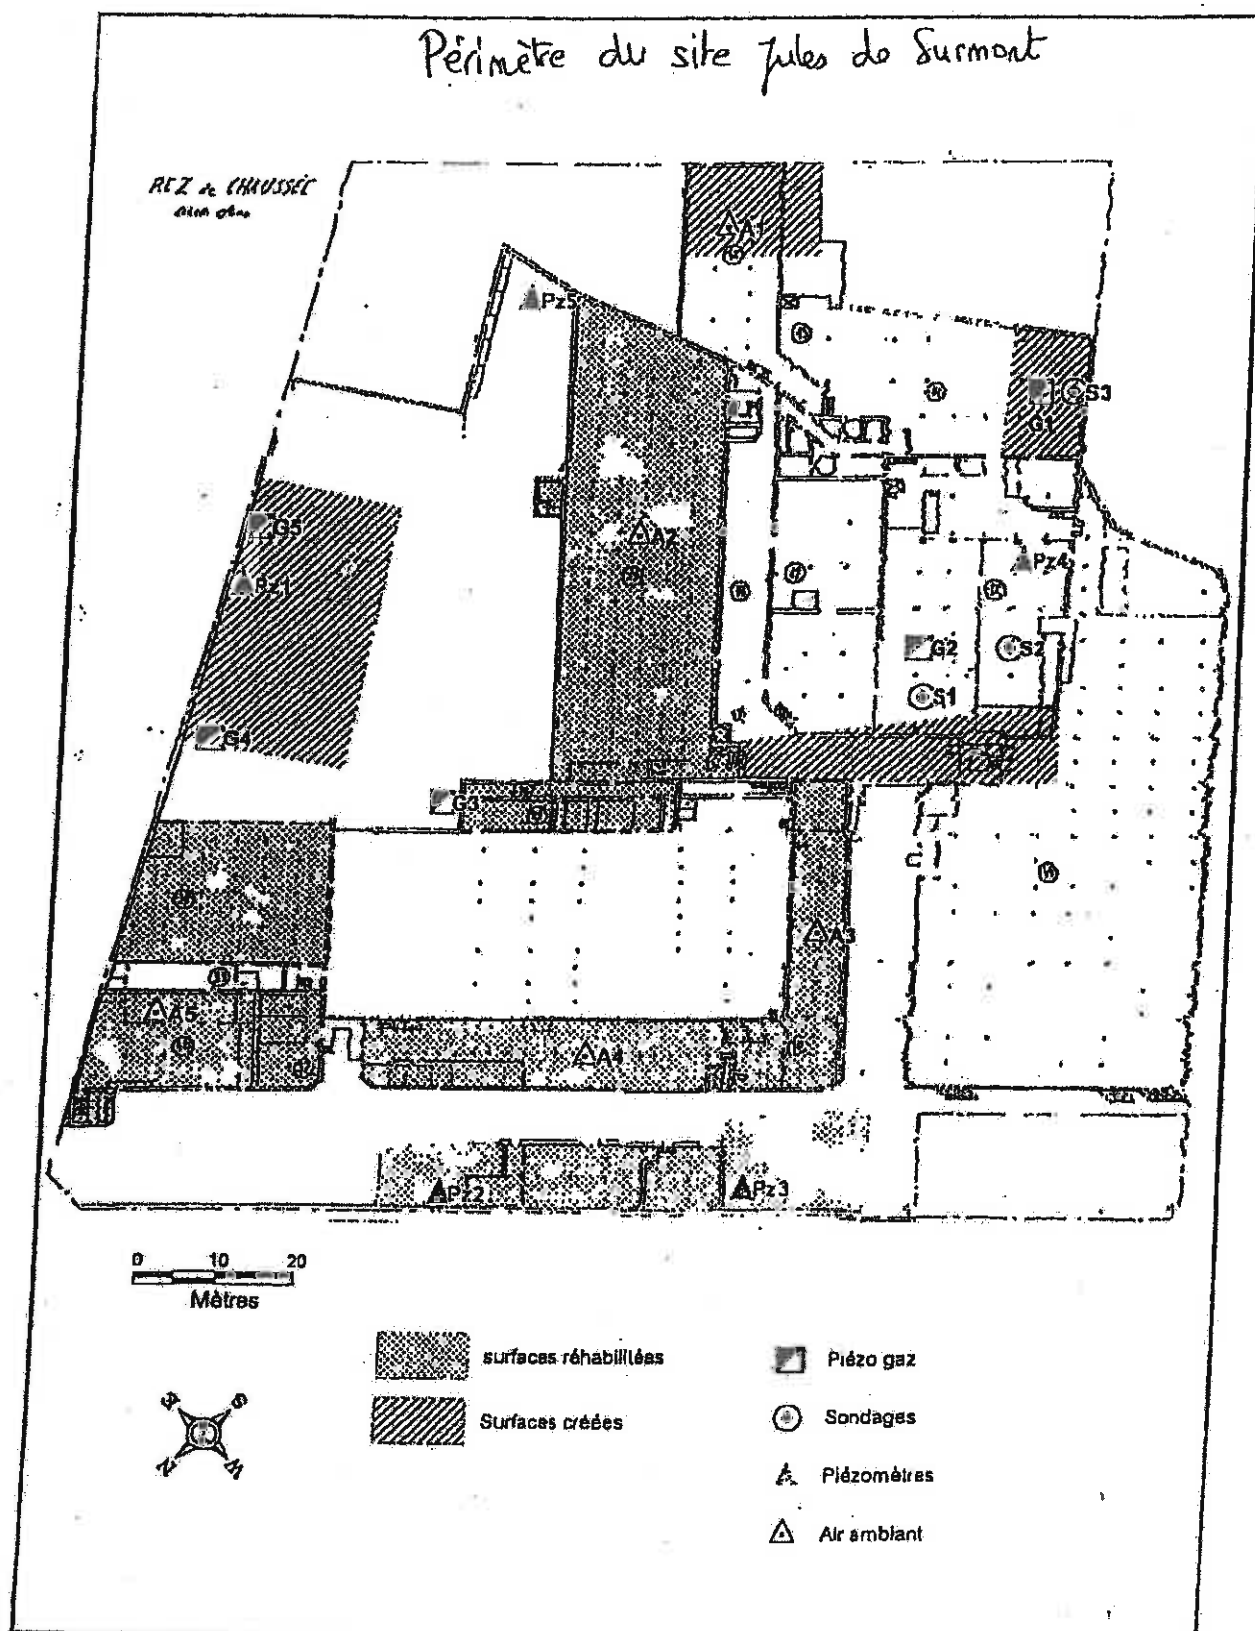 Périmètre du site Jules de Surmont
REZ de CHAUSSÉE
A1
Pz5
S3
G1
G5
A2
Pz1
Pz4
G2
S2
S1
G4
G3
A3
A5
A4
Pz2
Pz3
0 10 20
Mètres
surfaces réhabilitées
Surfaces créées
Piézo gaz
Sondages
Piézomètres
Air ambiant
E S
N W